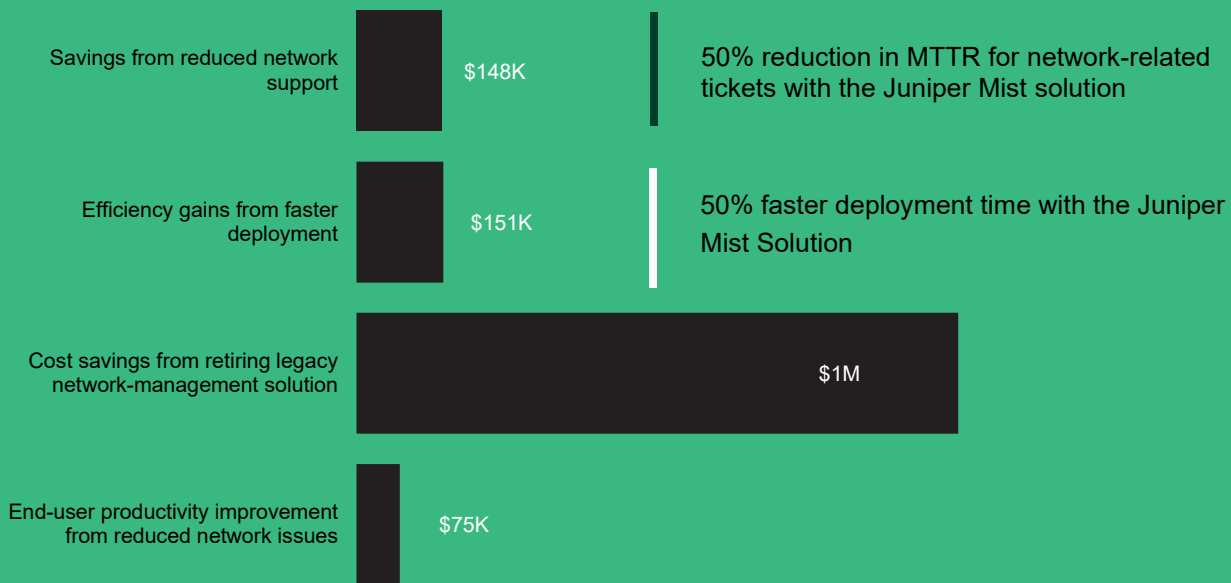 Savings from reduced network
support
$148K
50% reduction in MTTR for network-related
tickets with the Juniper Mist solution
Efficiency gains from faster
deployment
$151K
50% faster deployment time with the Juniper
Mist Solution
Cost savings from retiring legacy
network-management solution
$1M
End-user productivity improvement
from reduced network issues
$75K